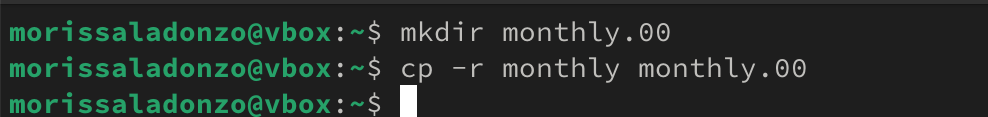 morissaladonzo@vbox:~$ mkdir monthly.00
morissaladonzo@vbox:~$ cp -r monthly monthly.00
morissaladonzo@vbox:~$